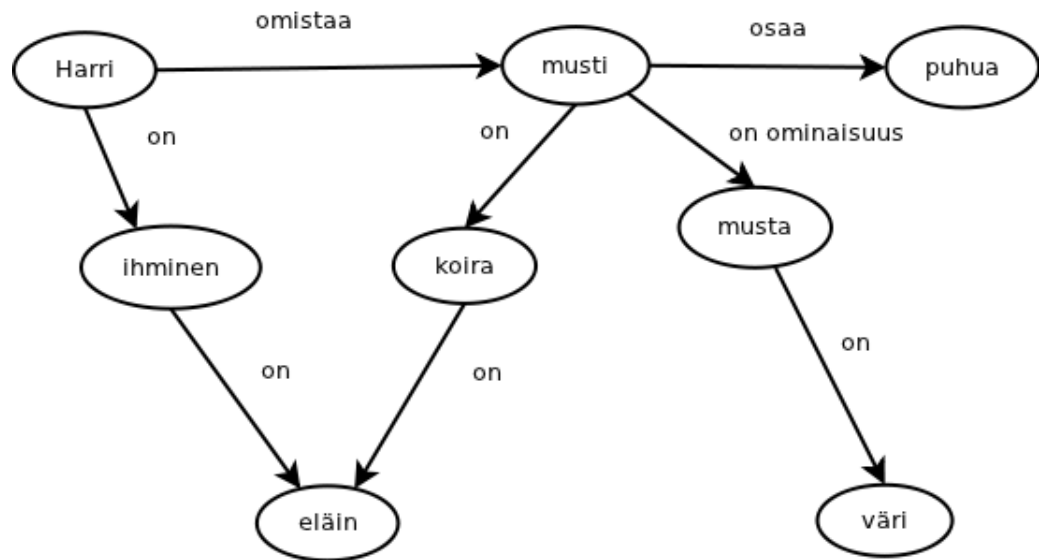 omistaa
osaa
Harri
musti
puhua
on
on
on ominaisuus
musta
ihminen
koira
on
on
on
eläin
väri